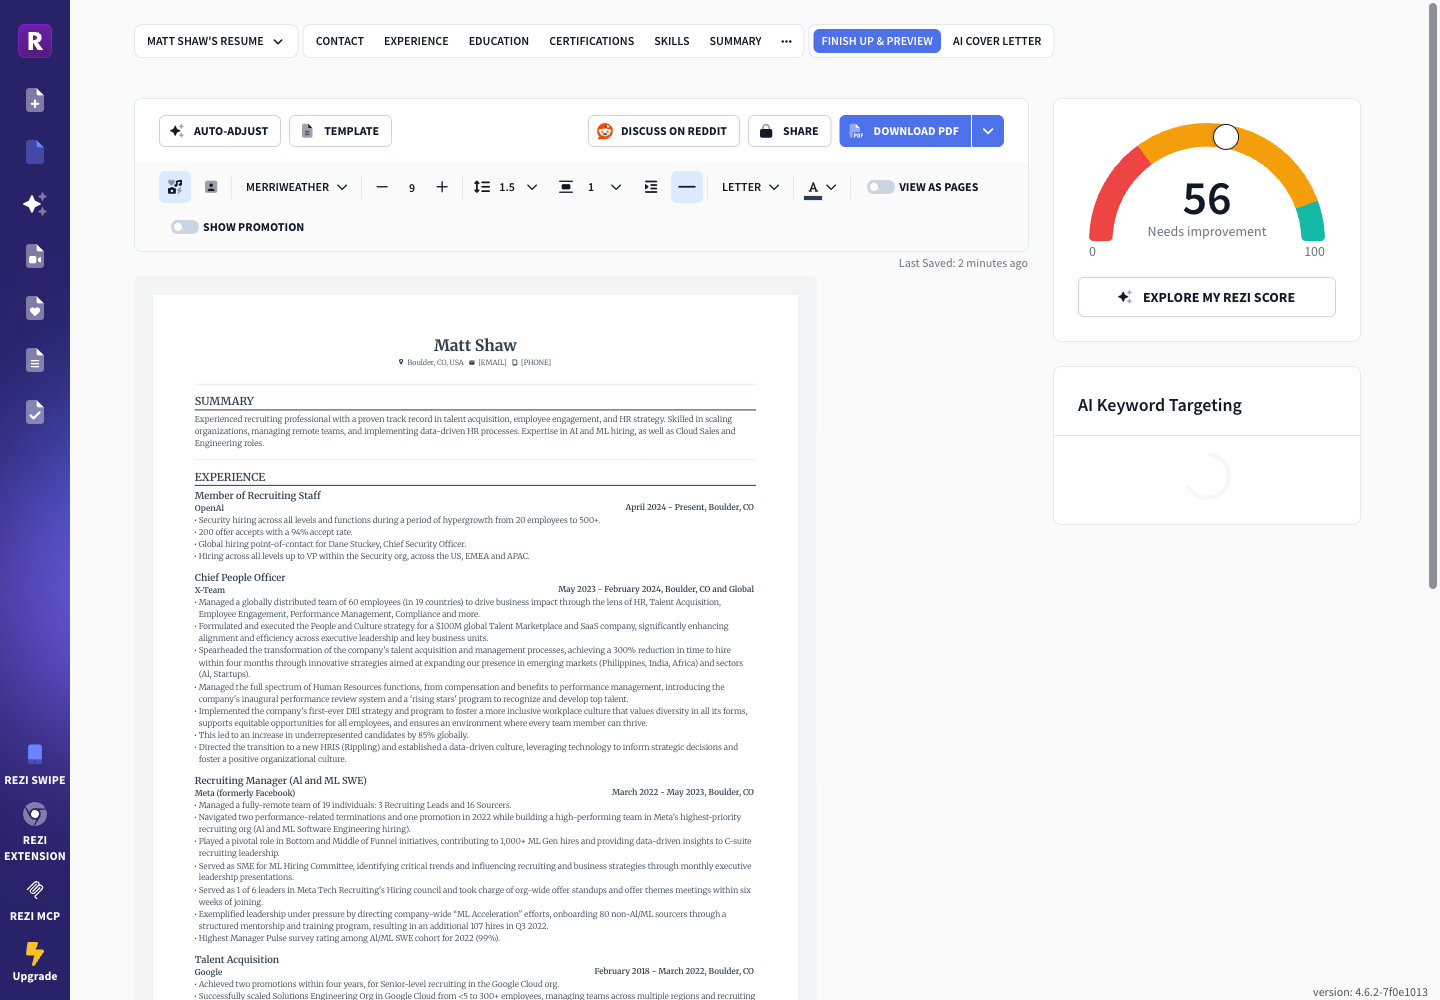 R
MATT SHAW'S RESUME
CONTACT EXPERIENCE EDUCATION CERTIFICATIONS SKILLS SUMMARY ...
FINISH UP & PREVIEW AI COVER LETTER
AUTO-ADJUST TEMPLATE
DISCUSS ON REDDIT SHARE PDF DOWNLOAD PDF
MERRIWEATHER 9 1.5 1 LETTER A VIEW AS PAGES
SHOW PROMOTION
Last Saved: 2 minutes ago
Matt Shaw
Boulder, CO, USA [EMAIL] [PHONE]
SUMMARY
Experienced recruiting professional with a proven track record in talent acquisition, employee engagement, and HR strategy. Skilled in scaling
organizations, managing remote teams, and implementing data-driven HR processes. Expertise in AI and ML hiring, as well as Cloud Sales and
Engineering roles.
EXPERIENCE
Member of Recruiting Staff
OpenAI April 2024 - Present, Boulder, CO
· Security hiring across all levels and functions during a period of hypergrowth from 20 employees to 500+.
· 200 offer accepts with a 94% accept rate.
· Global hiring point-of-contact for Dane Stuckey, Chief Security Officer.
· Hiring across all levels up to VP within the Security org, across the US, EMEA and APAC.
Chief People Officer
X-Team May 2023 - February 2024, Boulder, CO and Global
· Managed a globally distributed team of 60 employees (in 19 countries) to drive business impact through the lens of HR, Talent Acquisition,
Employee Engagement, Performance Management, Compliance and more.
· Formulated and executed the People and Culture strategy for a $100M global Talent Marketplace and SaaS company, significantly enhancing
alignment and efficiency across executive leadership and key business units.
· Spearheaded the transformation of the company's talent acquisition and management processes, achieving a 300% reduction in time to hire
within four months through innovative strategies aimed at expanding our presence in emerging markets (Philippines, India, Africa) and sectors
(AI, Startups).
· Managed the full spectrum of Human Resources functions, from compensation and benefits to performance management, introducing the
company's inaugural performance review system and a 'rising stars' program to recognize and develop top talent.
· Implemented the company's first-ever DEI strategy and program to foster a more inclusive workplace culture that values diversity in all its forms,
supports equitable opportunities for all employees, and ensures an environment where every team member can thrive.
· This led to an increase in underrepresented candidates by 85% globally.
· Directed the transition to a new HRIS (Rippling) and established a data-driven culture, leveraging technology to inform strategic decisions and
foster a positive organizational culture.
Recruiting Manager (AI and ML SWE)
Meta (formerly Facebook) March 2022 - May 2023, Boulder, CO
· Managed a fully-remote team of 19 individuals: 3 Recruiting Leads and 16 Sourcers.
· Navigated two performance-related terminations and one promotion in 2022 while building a high-performing team in Meta's highest-priority
recruiting org (AI and ML Software Engineering hiring).
· Played a pivotal role in Bottom and Middle of Funnel initiatives, contributing to 1,000+ ML Gen hires and providing data-driven insights to C-suite
recruiting leadership.
· Served as SME for ML Hiring Committee, identifying critical trends and influencing recruiting and business strategies through monthly executive
leadership presentations.
· Served as 1 of 6 leaders in Meta Tech Recruiting's Hiring council and took charge of org-wide offer standups and offer themes meetings within six
weeks of joining.
· Exemplified leadership under pressure by directing company-wide "ML Acceleration" efforts, onboarding 80 non-AI/ML sourcers through a
structured mentorship and training program, resulting in an additional 107 hires in Q3 2022.
· Highest Manager Pulse survey rating among AI/ML SWE cohort for 2022 (99%).
Talent Acquisition
Google February 2018 - March 2022, Boulder, CO
· Achieved two promotions within four years, for Senior-level recruiting in the Google Cloud org.
· Successfully scaled Solutions Engineering Org in Google Cloud from <5 to 300+ employees, managing teams across multiple regions and recruiting
56
Needs improvement
0 100
EXPLORE MY REZI SCORE
AI Keyword Targeting
REZI SWIPE
REZI
EXTENSION
REZI MCP
Upgrade
version: 4.6.2-7f0e1013